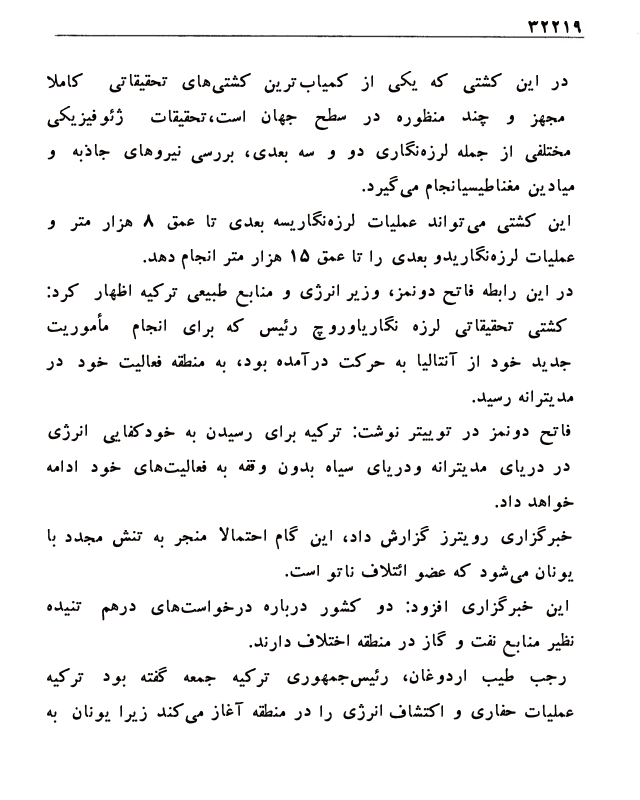 ۳۲۲۱۹
در این کشتی که یکی از کمیاب‌ترین کشتی‌های تحقیقاتی کاملا
مجهز و چند منظوره در سطح جهان است،تحقیقات ژئوفیزیکی
مختلفی از جمله لرزه‌نگاری دو و سه بعدی، بررسی نیروهای جاذبه و
میادین مغناطیسیانجام می‌گیرد.
این کشتی می‌تواند عملیات لرزه‌نگاریسه بعدی تا عمق ۸ هزار متر و
عملیات لرزه‌نگاریدو بعدی را تا عمق ۱۵ هزار متر انجام دهد.
در این رابطه فاتح دونمز، وزیر انرژی و منابع طبیعی ترکیه اظهار کرد:
کشتی تحقیقاتی لرزه نگاریاوروچ رئیس که برای انجام مأموریت
جدید خود از آنتالیا به حرکت درآمده بود، به منطقه فعالیت خود در
مدیترانه رسید.
فاتح دونمز در توییتر نوشت: ترکیه برای رسیدن به خودکفایی انرژی
در دریای مدیترانه ودریای سیاه بدون وقفه به فعالیت‌های خود ادامه
خواهد داد.
خبرگزاری رویترز گزارش داد، این گام احتمالا منجر به تنش مجدد با
یونان می‌شود که عضو ائتلاف ناتو است.
این خبرگزاری افزود: دو کشور درباره درخواست‌های درهم تنیده
نظیر منابع نفت و گاز در منطقه اختلاف دارند.
رجب طیب اردوغان، رئیس‌جمهوری ترکیه جمعه گفته بود ترکیه
عملیات حفاری و اکتشاف انرژی را در منطقه آغاز می‌کند زیرا یونان به